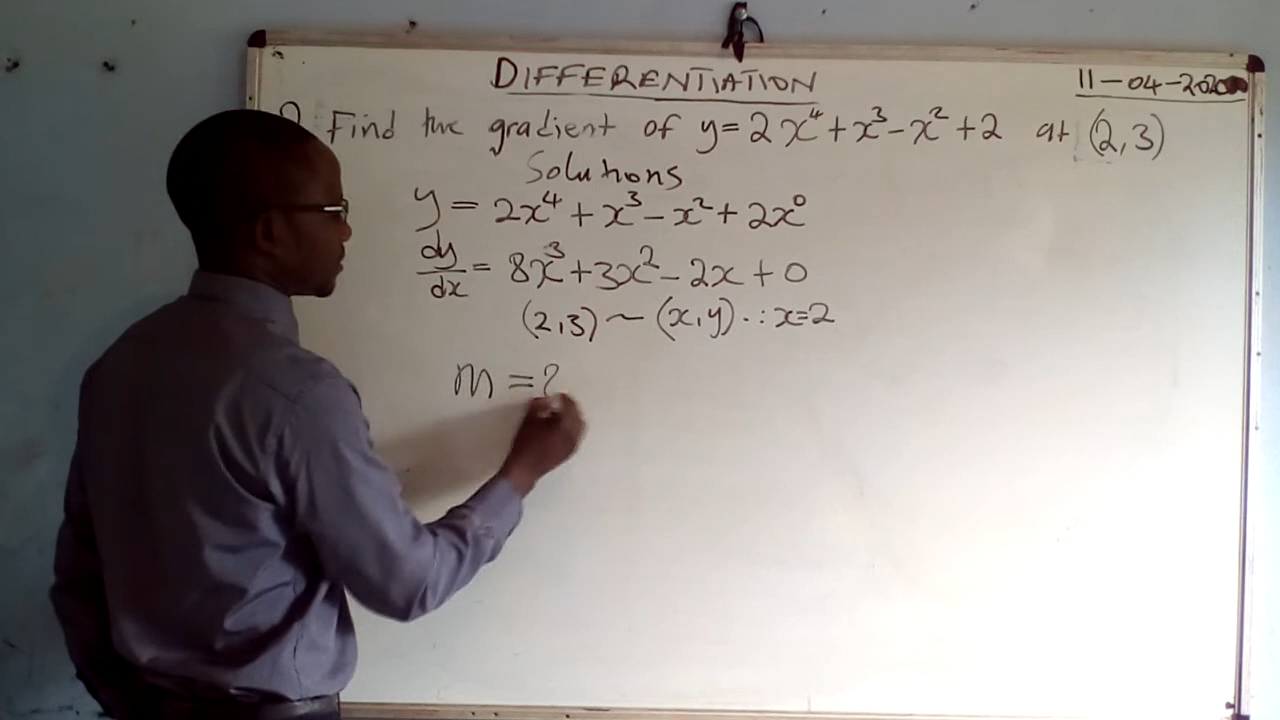 DIFFERENTIATION
11-04-2020
Q Find the gradient of y=2x⁴+x³-x²+2 at (2,3)
Solutions
y = 2x⁴+x³-x²+2x⁰
dy/dx = 8x³+3x²-2x+0
(2,3) ~ (x,y) ∴ x=2
m = ?